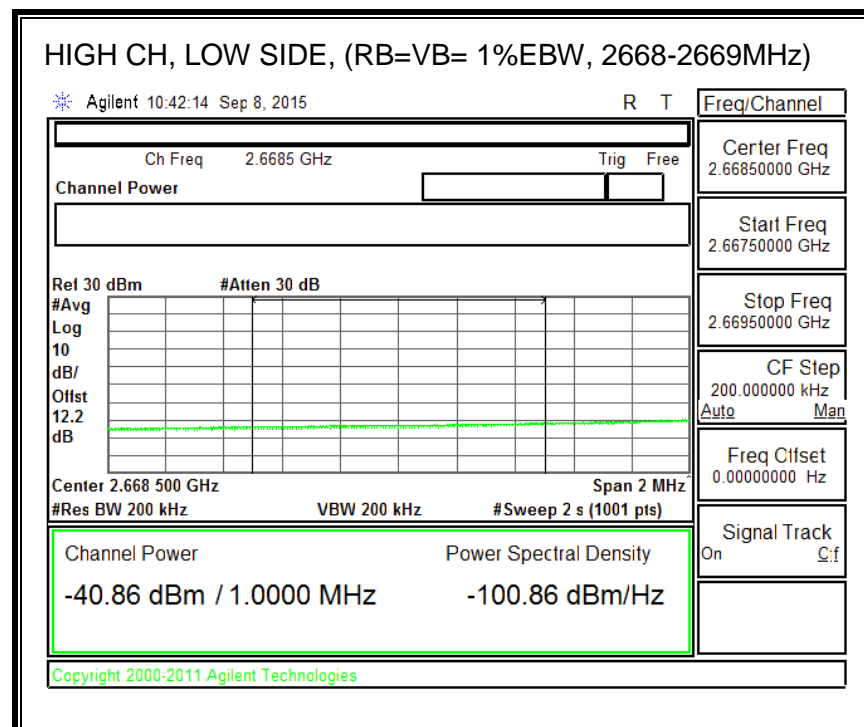 HIGH CH, LOW SIDE, (RB=VB= 1%EBW, 2668-2669MHz)
Agilent 10:42:14 Sep 8, 2015 R T
Ch Freq 2.6685 GHz Trig Free
Channel Power
Ref 30 dBm #Atten 30 dB
#Avg
Log
10
dB/
Offst
12.2
dB
Center 2.668 500 GHz Span 2 MHz
#Res BW 200 kHz VBW 200 kHz #Sweep 2 s (1001 pts)
Channel Power Power Spectral Density
-40.86 dBm / 1.0000 MHz -100.86 dBm/Hz
Copyright 2000-2011 Agilent Technologies
Freq/Channel
Center Freq
2.66850000 GHz
Start Freq
2.66750000 GHz
Stop Freq
2.66950000 GHz
CF Step
200.000000 kHz
Auto Man
Freq Offset
0.00000000 Hz
Signal Track
On Off